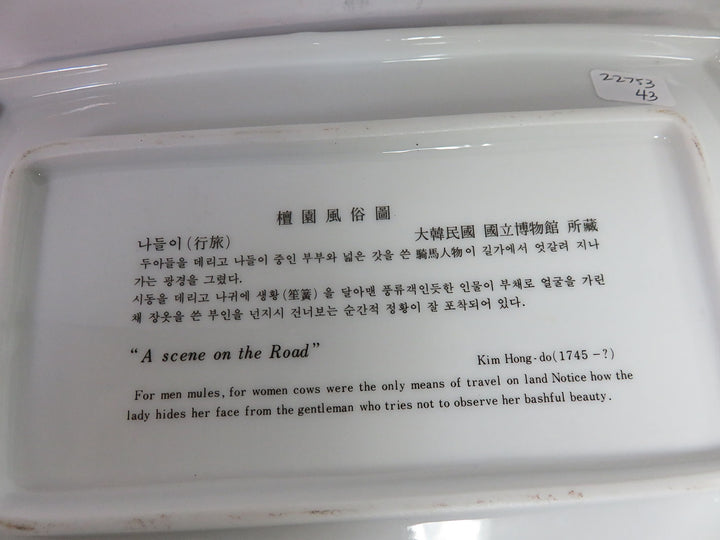 22753
43
檀園風俗圖
大韓民國 國立博物館 所藏
나들이 (行旅)
두아들을 데리고 나들이 중인 부부와 넓은 갓을 쓴 騎馬人物이 길가에서 엇갈려 지나
가는 광경을 그렸다.
시동을 데리고 나귀에 생황(笙簧)을 달아맨 풍류객인듯한 인물이 부채로 얼굴을 가린
채 장옷을 쓴 부인을 넌지시 건너보는 순간적 정황이 잘 포착되어 있다.
“A scene on the Road”
Kim Hong-do(1745 -?)
For men mules, for women cows were the only means of travel on land Notice how the
lady hides her face from the gentleman who tries not to observe her bashful beauty.